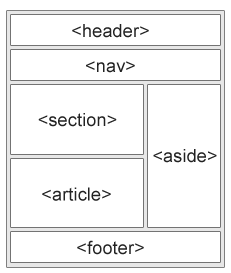 <header>
<nav>
<section>
<aside>
<article>
<footer>